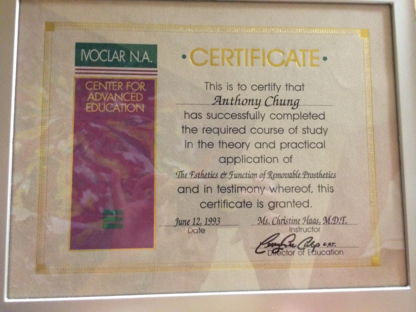 IVOCLAR N.A.
CENTER FOR
ADVANCED
EDUCATION
• CERTIFICATE •
This is to certify that
Anthony Chung
has successfully completed
the required course of study
in the theory and practical
application of
The Esthetics & Function of Removable Prosthetics
and in testimony whereof, this
certificate is granted.
June 12, 1993
Date
Ms. Christine Haas, M.D.T.
Instructor
Director of Education